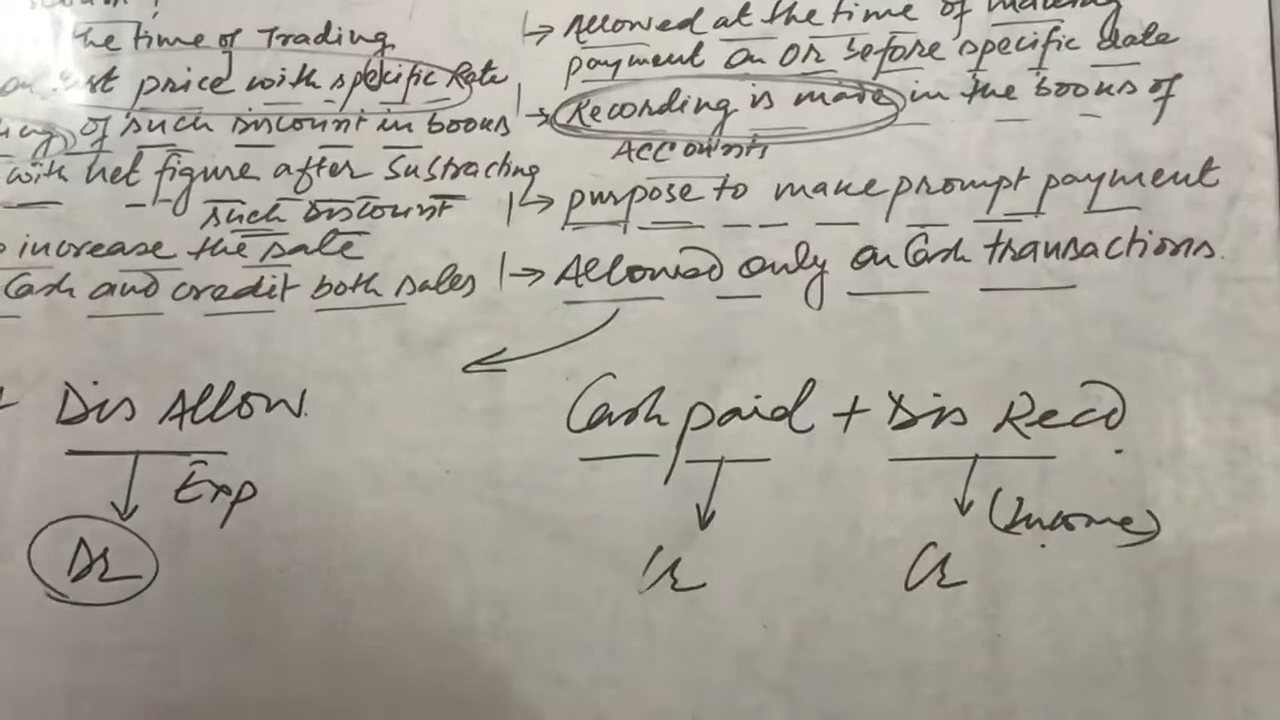 the time of Trading
price with specific Rate
of such Discount in books
with net figure after Substracting
such Discount
increase the sale
Cash and credit both sales
↳ Allowed at the time of making
payment on or before specific date
→ Recording is made in the books of
Accounts
↳ purpose to make prompt payment
→ Allowed only on Cash transactions.
Dis Allow.
Exp
Dr
Cash paid + Dis Recd.
(Income)
Cr Cr